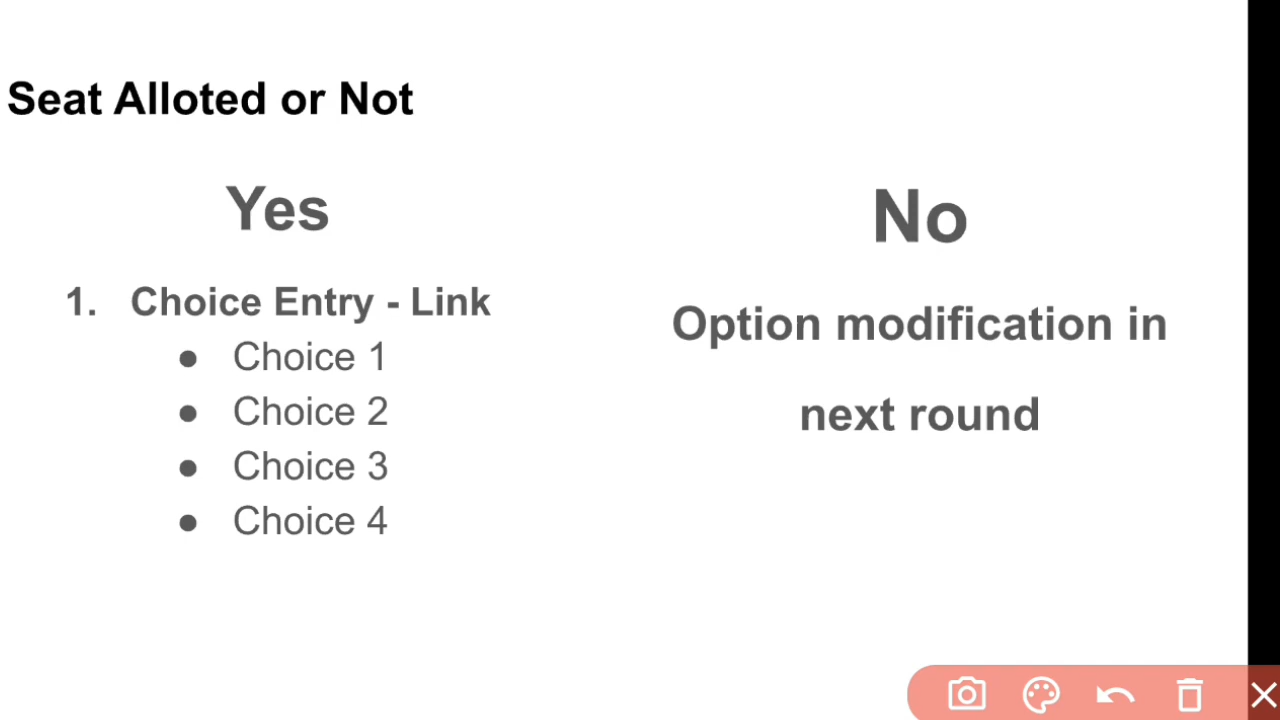 Seat Alloted or Not
Yes
1. Choice Entry - Link
● Choice 1
● Choice 2
● Choice 3
● Choice 4
No
Option modification in
next round